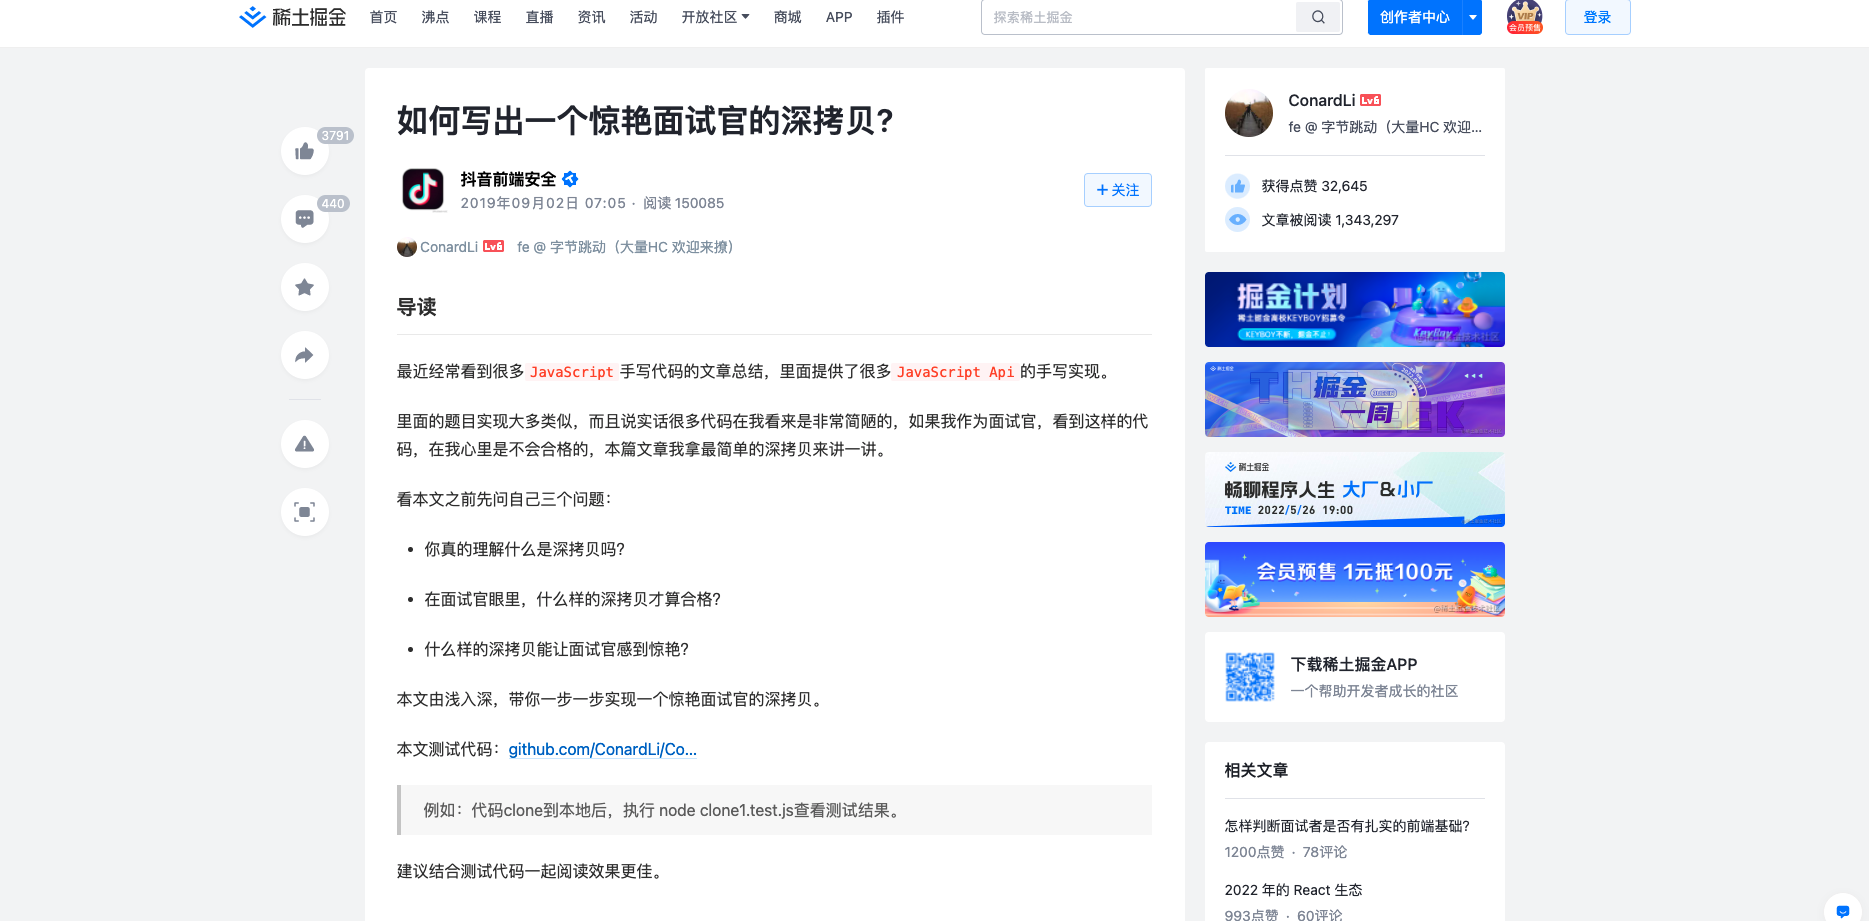 稀土掘金 首页 沸点 课程 直播 资讯 活动 开放社区 商城 APP 插件 探索稀土掘金 创作者中心 VIP 会员预售 登录
3791
440
如何写出一个惊艳面试官的深拷贝?
抖音前端安全
2019年09月02日 07:05 · 阅读 150085
+ 关注
ConardLi Lv6 fe @ 字节跳动（大量HC 欢迎来撩）
导读
最近经常看到很多 JavaScript 手写代码的文章总结，里面提供了很多 JavaScript Api 的手写实现。
里面的题目实现大多类似，而且说实话很多代码在我看来是非常简陋的，如果我作为面试官，看到这样的代
码，在我心里是不会合格的，本篇文章我拿最简单的深拷贝来讲一讲。
看本文之前先问自己三个问题：
• 你真的理解什么是深拷贝吗？
• 在面试官眼里，什么样的深拷贝才算合格?
• 什么样的深拷贝能让面试官感到惊艳?
本文由浅入深，带你一步一步实现一个惊艳面试官的深拷贝。
本文测试代码：github.com/ConardLi/Co...
例如：代码clone到本地后，执行 node clone1.test.js查看测试结果。
建议结合测试代码一起阅读效果更佳。
ConardLi Lv6
fe @ 字节跳动（大量HC 欢迎...
获得点赞 32,645
文章被阅读 1,343,297
掘金计划
稀土掘金高校KEYBOY招募令
KEYBOY不断，掘金不止！
KeyBoy
稀土掘金
THE WEEK
掘金
一周
稀土掘金
畅聊程序人生 大厂&小厂
TIME 2022/5/26 19:00
会员预售 1元抵100元
下载稀土掘金APP
一个帮助开发者成长的社区
相关文章
怎样判断面试者是否有扎实的前端基础？
1200点赞 · 78评论
2022 年的 React 生态
993点赞 · 60评论